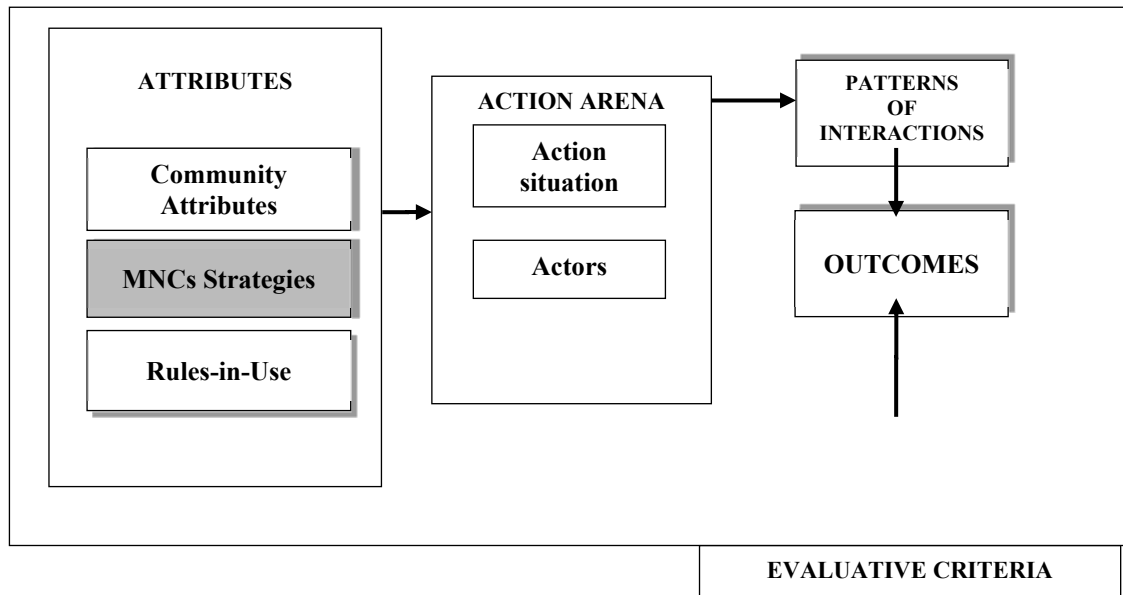 ATTRIBUTES
Community
Attributes
MNCs Strategies
Rules-in-Use
ACTION ARENA
Action
situation
Actors
PATTERNS
OF
INTERACTIONS
OUTCOMES
EVALUATIVE CRITERIA